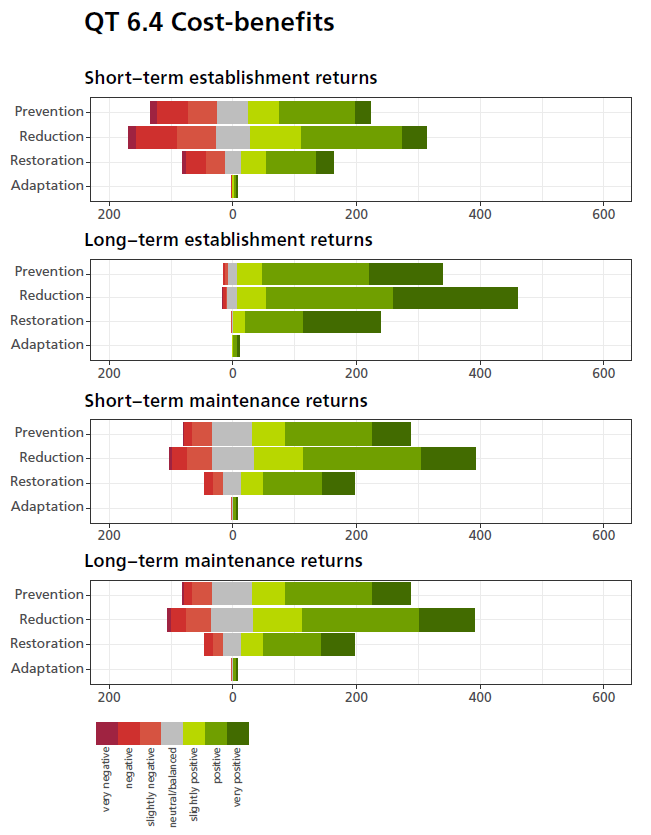 QT 6.4 Cost-benefits
Short–term establishment returns
Prevention
Reduction
Restoration
Adaptation
200 0 200 400 600
Long–term establishment returns
Prevention
Reduction
Restoration
Adaptation
200 0 200 400 600
Short–term maintenance returns
Prevention
Reduction
Restoration
Adaptation
200 0 200 400 600
Long–term maintenance returns
Prevention
Reduction
Restoration
Adaptation
200 0 200 400 600
very negative
negative
slightly negative
neutral/balanced
slightly positive
positive
very positive